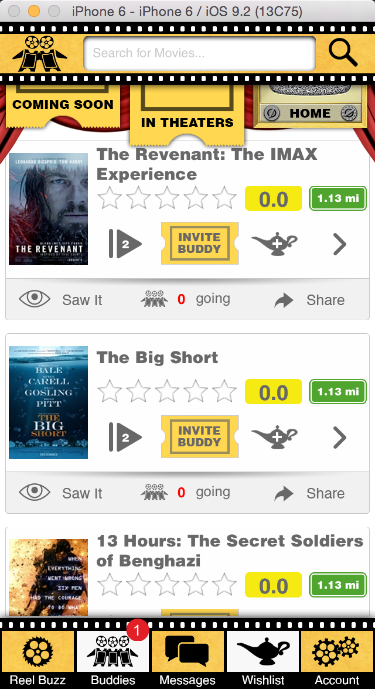 iPhone 6 - iPhone 6 / iOS 9.2 (13C75)
Search for Movies...
COMING SOON
IN THEATERS
HOME
LEONARDO DICAPRIO TOM HARDY
THE REVENANT
The Revenant: The IMAX
Experience
0.0
1.13 mi
2
INVITE
BUDDY
Saw It
0 going
Share
BALE
CARELL
GOSLING
PITT
THE
BIG
SHORT
The Big Short
0.0
1.13 mi
2
INVITE
BUDDY
Saw It
0 going
Share
WHEN
EVERYTHING
WENT WRONG
SIX MEN
HAD THE COURAGE
TO DO WHAT
13 Hours: The Secret Soldiers
of Benghazi
0.0
1.13 mi
1
Reel Buzz
Buddies
Messages
Wishlist
Account